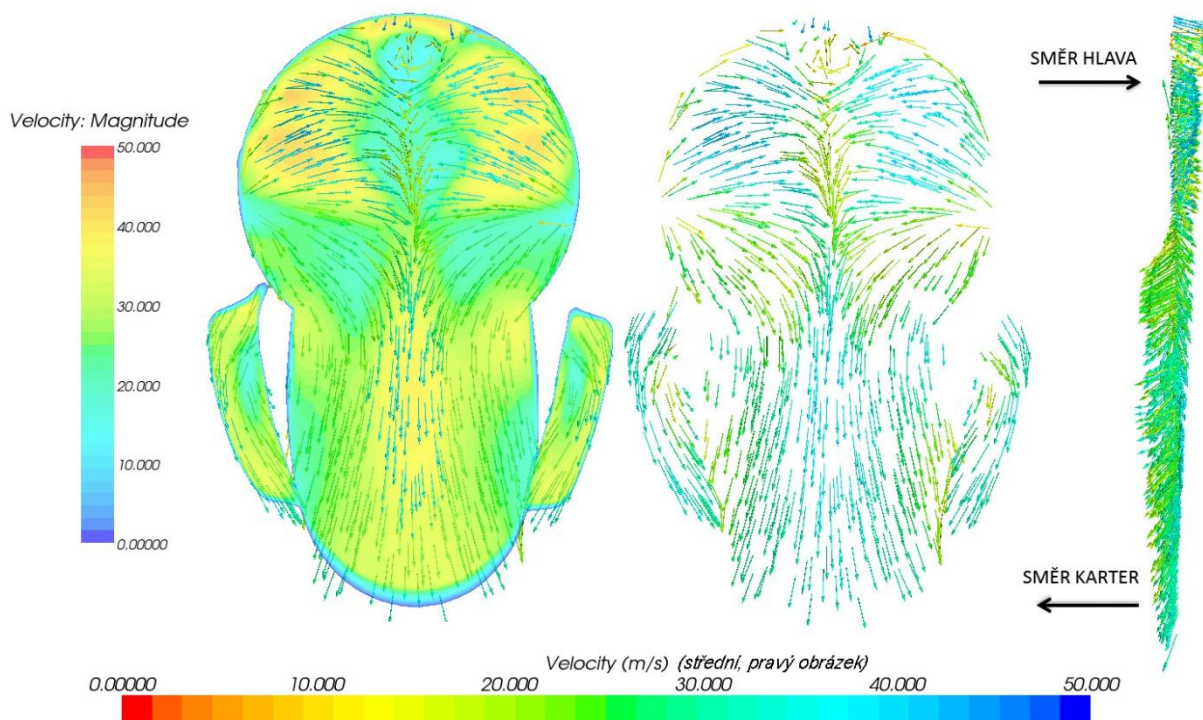 SMĚR HLAVA
Velocity: Magnitude
50.000
40.000
30.000
20.000
10.000
0.00000
SMĚR KARTER
Velocity (m/s) (střední, pravý obrázek)
0.00000 10.000 20.000 30.000 40.000 50.000